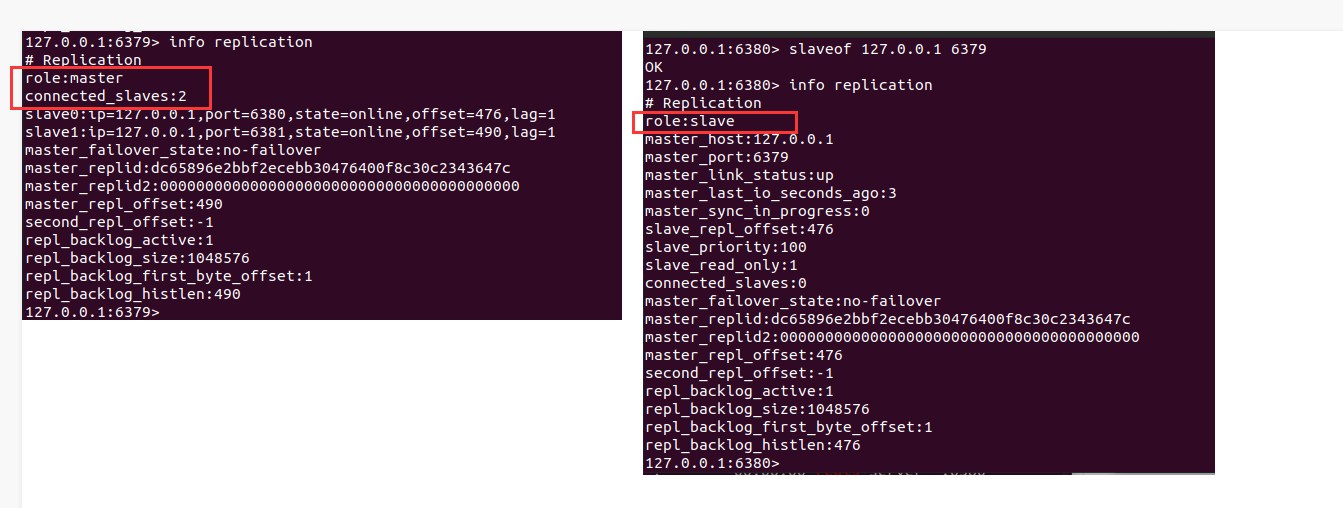 127.0.0.1:6379> info replication
# Replication
role:master
connected_slaves:2
slave0:ip=127.0.0.1,port=6380,state=online,offset=476,lag=1
slave1:ip=127.0.0.1,port=6381,state=online,offset=490,lag=1
master_failover_state:no-failover
master_replid:dc65896e2bbf2ecebb30476400f8c30c2343647c
master_replid2:0000000000000000000000000000000000000000
master_repl_offset:490
second_repl_offset:-1
repl_backlog_active:1
repl_backlog_size:1048576
repl_backlog_first_byte_offset:1
repl_backlog_histlen:490
127.0.0.1:6379>
127.0.0.1:6380> slaveof 127.0.0.1 6379
OK
127.0.0.1:6380> info replication
# Replication
role:slave
master_host:127.0.0.1
master_port:6379
master_link_status:up
master_last_io_seconds_ago:3
master_sync_in_progress:0
slave_repl_offset:476
slave_priority:100
slave_read_only:1
connected_slaves:0
master_failover_state:no-failover
master_replid:dc65896e2bbf2ecebb30476400f8c30c2343647c
master_replid2:0000000000000000000000000000000000000000
master_repl_offset:476
second_repl_offset:-1
repl_backlog_active:1
repl_backlog_size:1048576
repl_backlog_first_byte_offset:1
repl_backlog_histlen:476
127.0.0.1:6380>